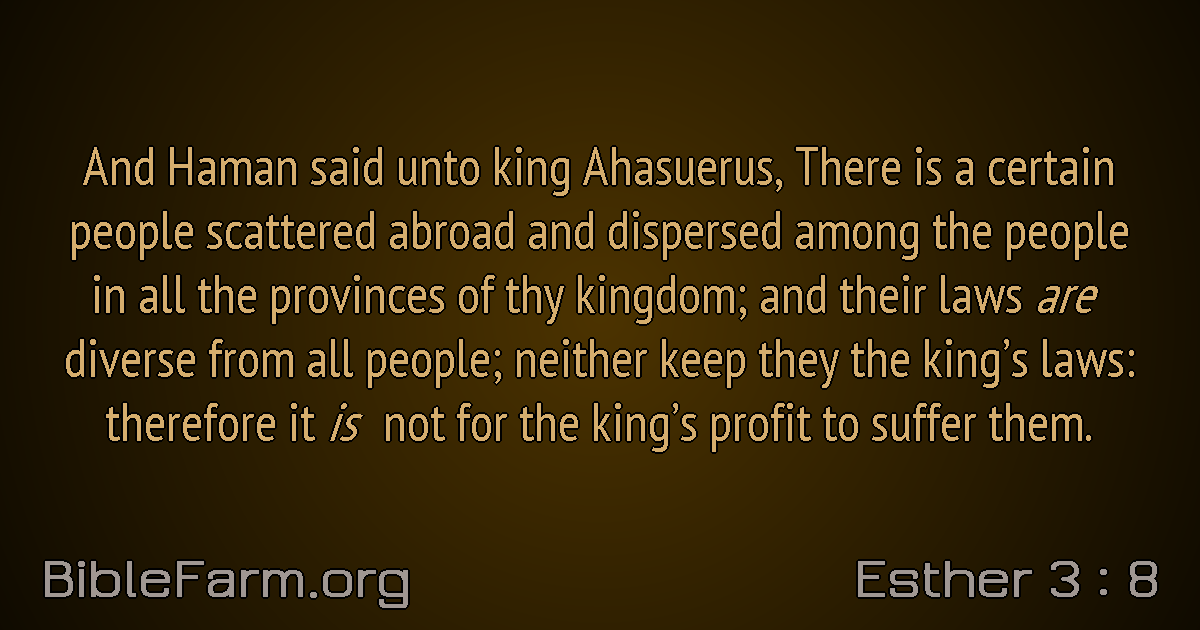 And Haman said unto king Ahasuerus, There is a certain
people scattered abroad and dispersed among the people
in all the provinces of thy kingdom; and their laws are
diverse from all people; neither keep they the king’s laws:
therefore it is not for the king’s profit to suffer them.
BibleFarm.org
Esther 3 : 8